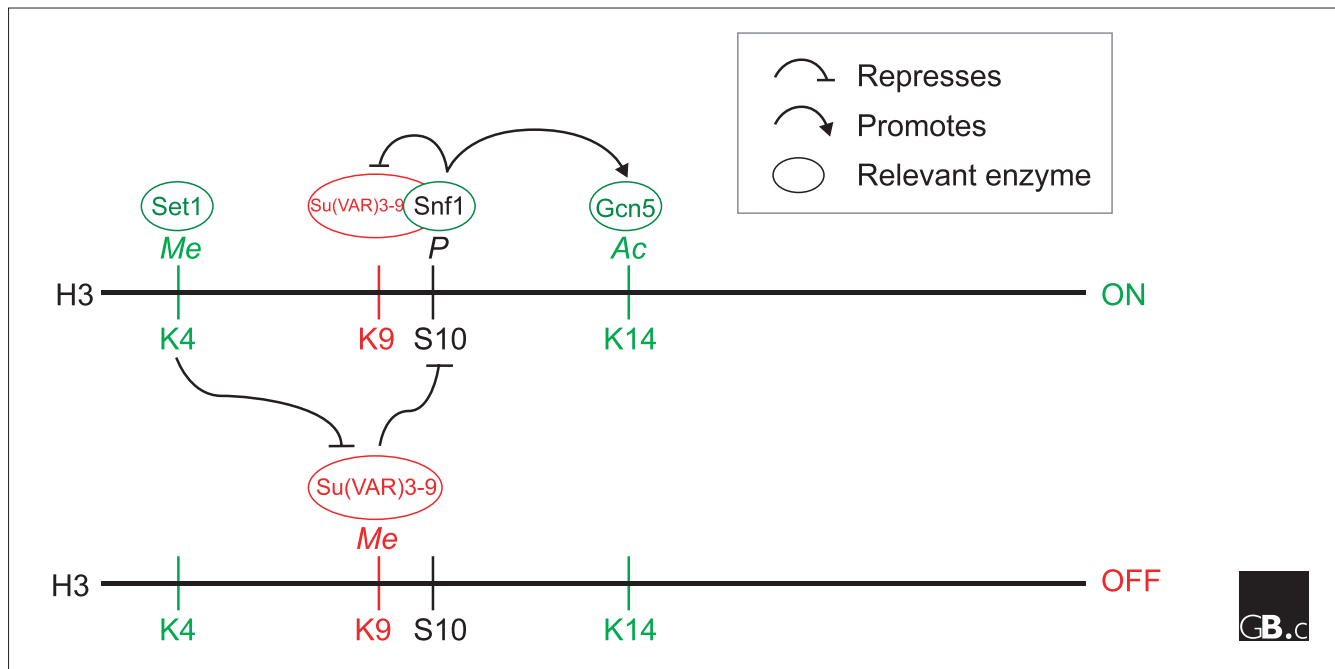 Represses
Promotes
Relevant enzyme
Set1 Su(VAR)3-9 Snf1 Gcn5
Me P Ac
H3 ON
K4 K9 S10 K14
Su(VAR)3-9
Me
H3 OFF
K4 K9 S10 K14
GB.c